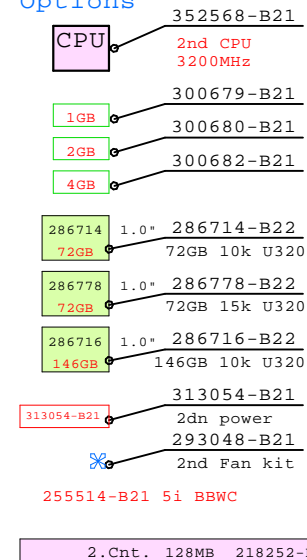 Options
352568-B21
CPU
2nd CPU
3200MHz
300679-B21
1GB
300680-B21
2GB
300682-B21
4GB
286714 1.0" 286714-B22
72GB 72GB 10k U320
286778 1.0" 286778-B22
72GB 72GB 15k U320
286716 1.0" 286716-B22
146GB 146GB 10k U320
313054-B21
313054-B21 2dn power
293048-B21
2nd Fan kit
255514-B21 5i BBWC
2.Cnt. 128MB 218252-